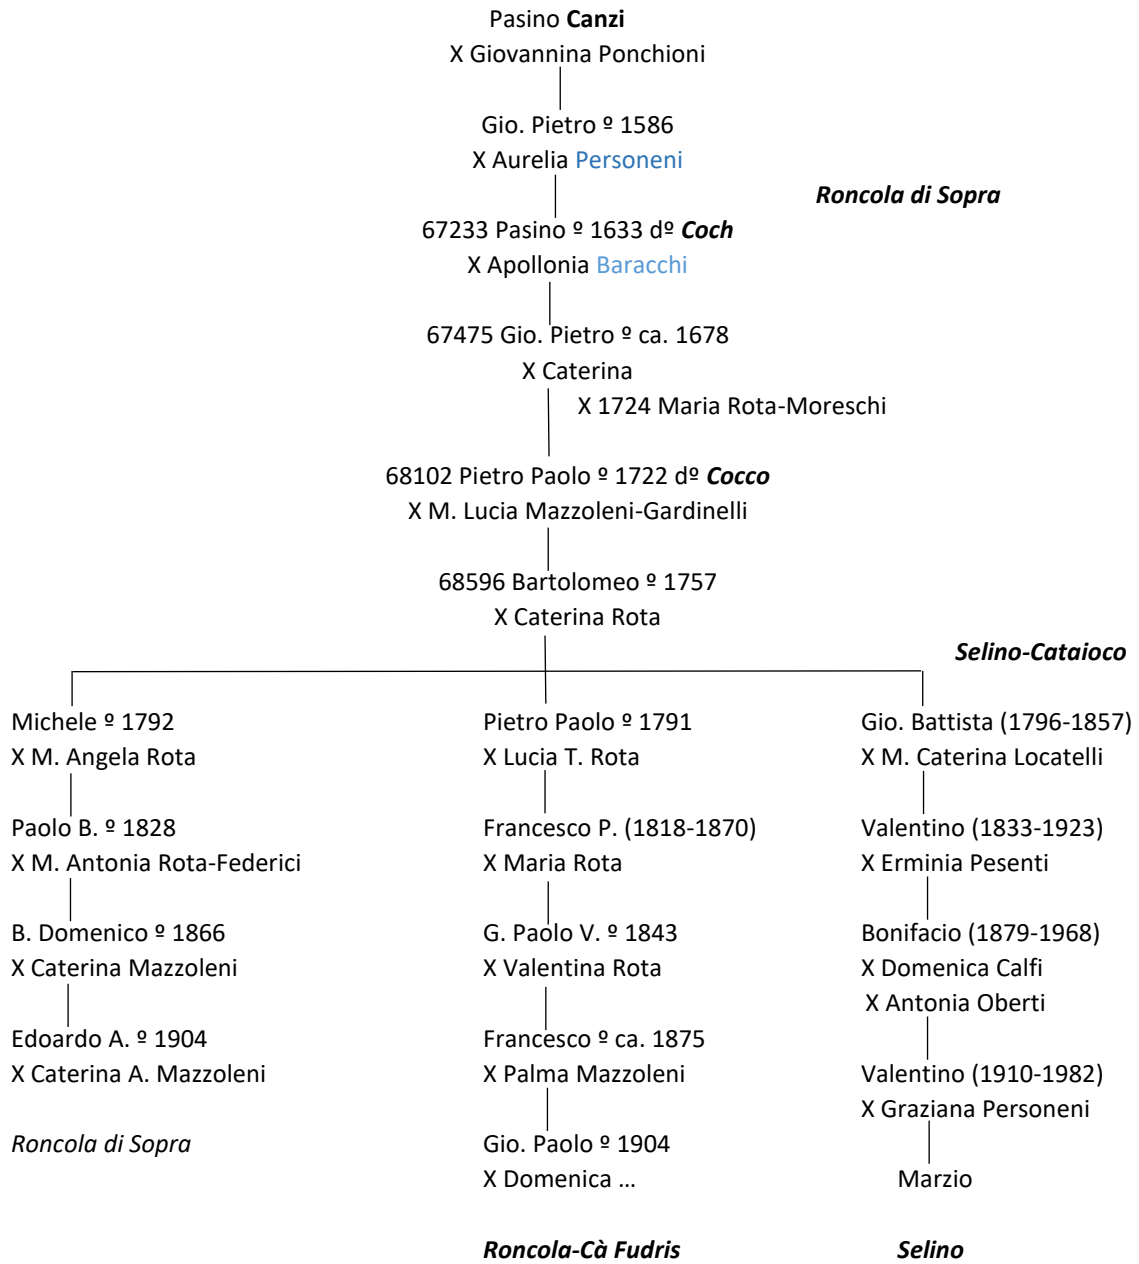 Pasino Canzi
X Giovannina Ponchioni
Gio. Pietro º 1586
X Aurelia Personeni
Roncola di Sopra
67233 Pasino º 1633 dº Coch
X Apollonia Baracchi
67475 Gio. Pietro º ca. 1678
X Caterina
X 1724 Maria Rota-Moreschi
68102 Pietro Paolo º 1722 dº Cocco
X M. Lucia Mazzoleni-Gardinelli
68596 Bartolomeo º 1757
X Caterina Rota
Selino-Cataioco
Michele º 1792
X M. Angela Rota
Paolo B. º 1828
X M. Antonia Rota-Federici
B. Domenico º 1866
X Caterina Mazzoleni
Edoardo A. º 1904
X Caterina A. Mazzoleni
Roncola di Sopra
Pietro Paolo º 1791
X Lucia T. Rota
Francesco P. (1818-1870)
X Maria Rota
G. Paolo V. º 1843
X Valentina Rota
Francesco º ca. 1875
X Palma Mazzoleni
Gio. Paolo º 1904
X Domenica …
Roncola-Cà Fudris
Gio. Battista (1796-1857)
X M. Caterina Locatelli
Valentino (1833-1923)
X Erminia Pesenti
Bonifacio (1879-1968)
X Domenica Calfi
X Antonia Oberti
Valentino (1910-1982)
X Graziana Personeni
Marzio
Selino